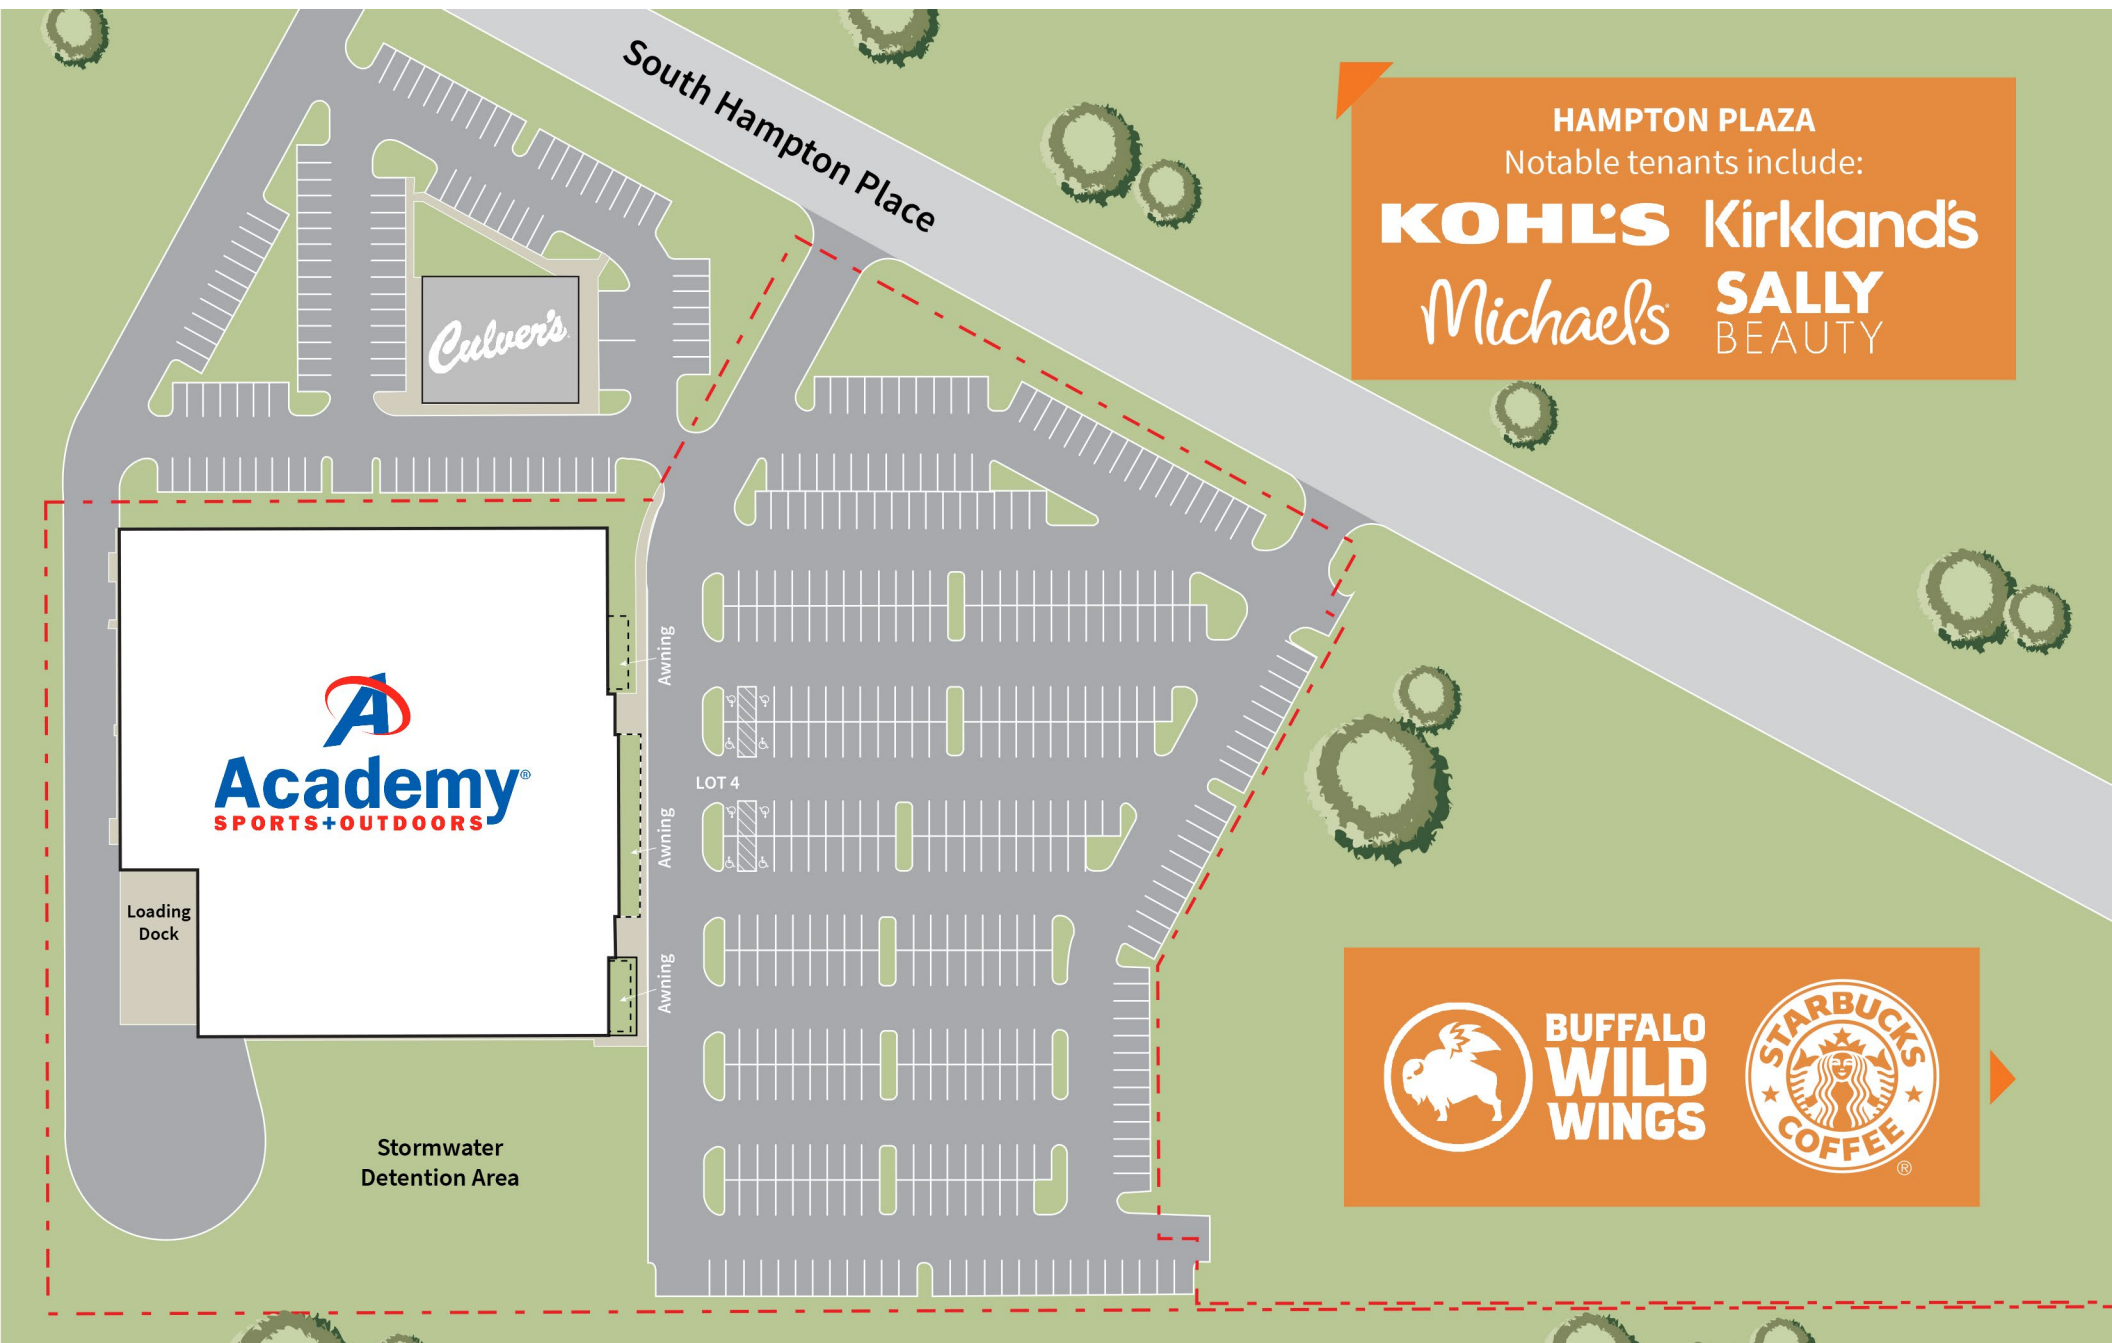 South Hampton Place
HAMPTON PLAZA
Notable tenants include:
KOHL'S Kirkland's
Michaels SALLY
BEAUTY
Culver's
Awning
A
Academy®
SPORTS+OUTDOORS
LOT 4
Awning
Loading
Dock
Awning
BUFFALO
WILD
WINGS
STARBUCKS
COFFEE
®
Stormwater
Detention Area